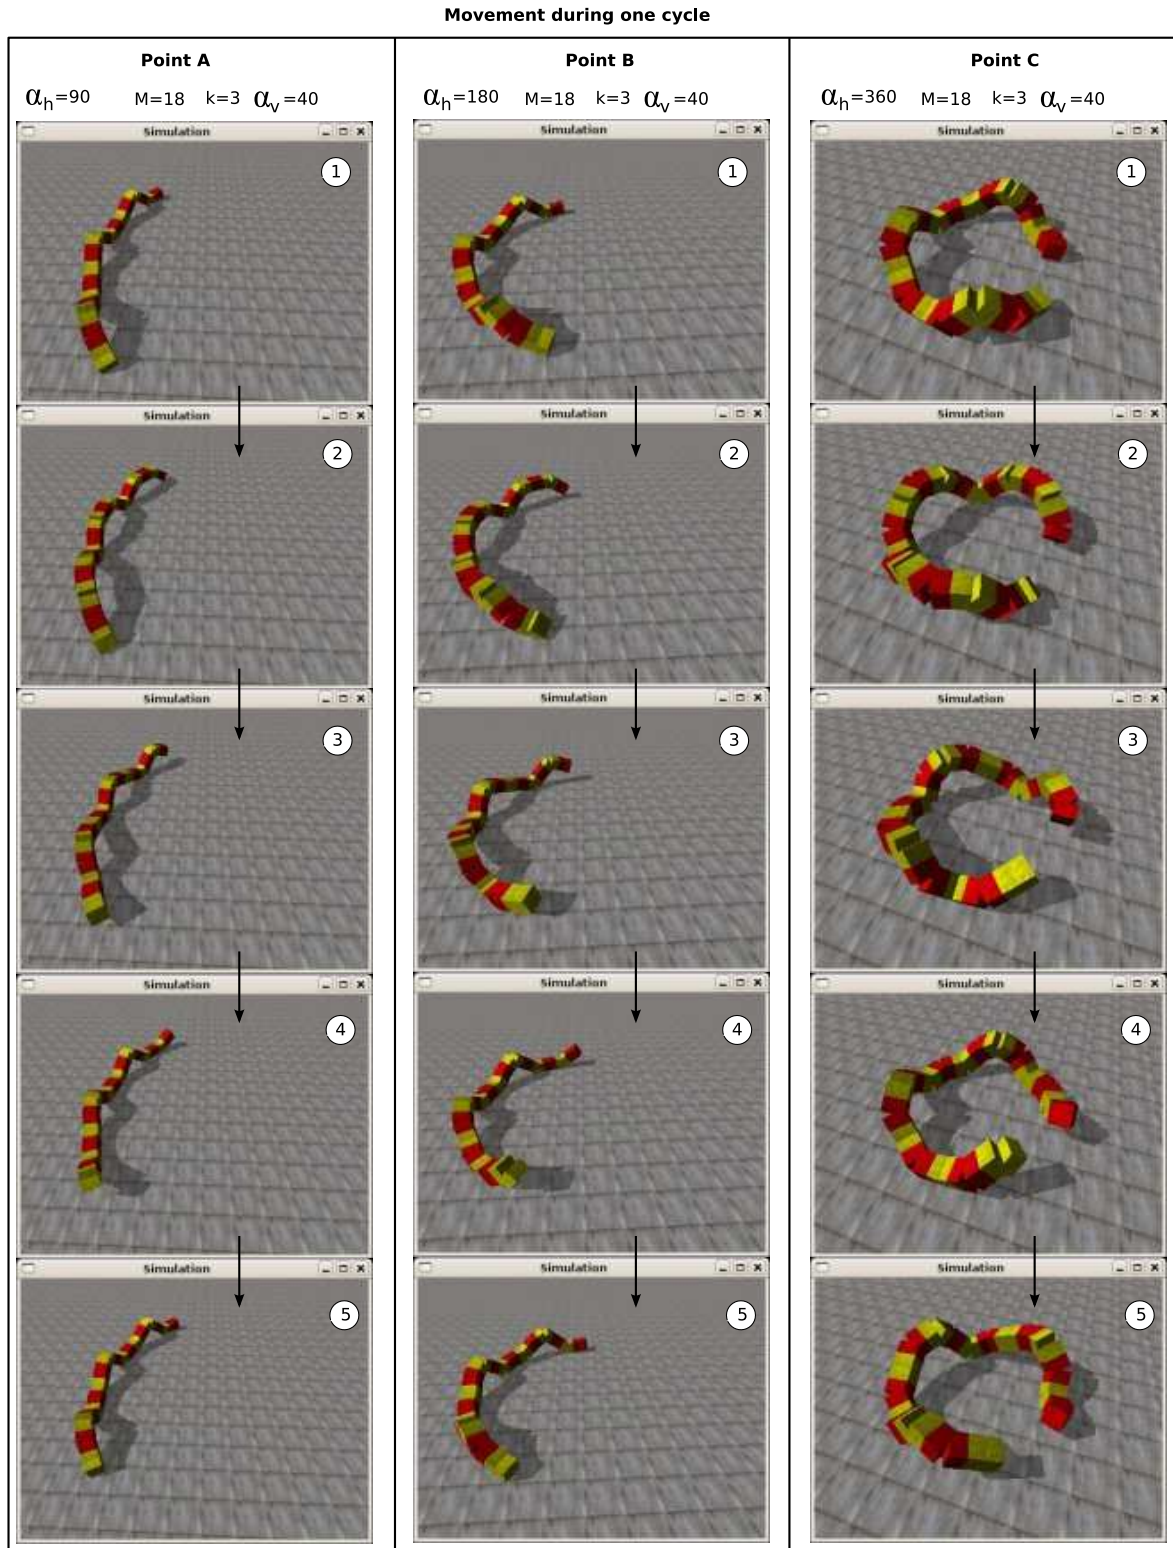 Movement during one cycle
Point A
αh=90 M=18 k=3 αv=40
Simulation
1
Simulation
2
Simulation
3
Simulation
4
Simulation
5
Point B
αh=180 M=18 k=3 αv=40
Simulation
1
Simulation
2
Simulation
3
Simulation
4
Simulation
5
Point C
αh=360 M=18 k=3 αv=40
Simulation
1
Simulation
2
Simulation
3
Simulation
4
Simulation
5